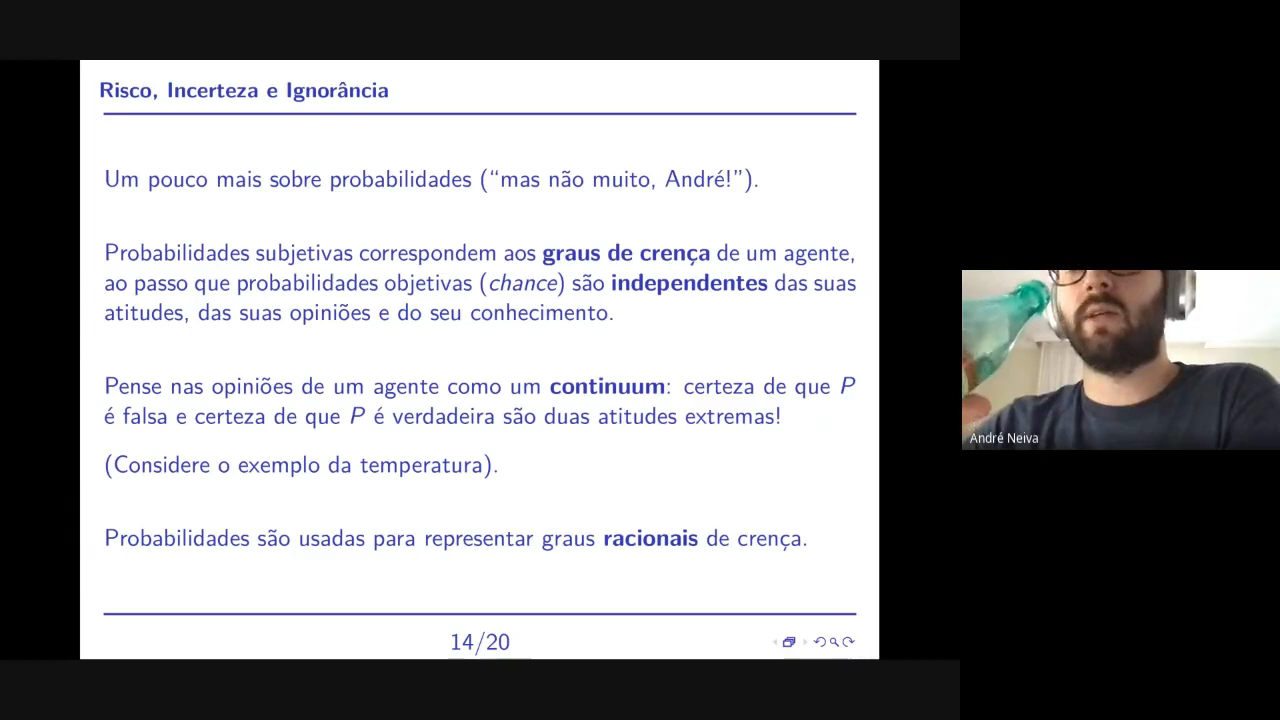 Risco, Incerteza e Ignorância
Um pouco mais sobre probabilidades (“mas não muito, André!”).
Probabilidades subjetivas correspondem aos graus de crença de um agente,
ao passo que probabilidades objetivas (chance) são independentes das suas
atitudes, das suas opiniões e do seu conhecimento.
Pense nas opiniões de um agente como um continuum: certeza de que P
é falsa e certeza de que P é verdadeira são duas atitudes extremas!
(Considere o exemplo da temperatura).
Probabilidades são usadas para representar graus racionais de crença.
14/20
André Neiva